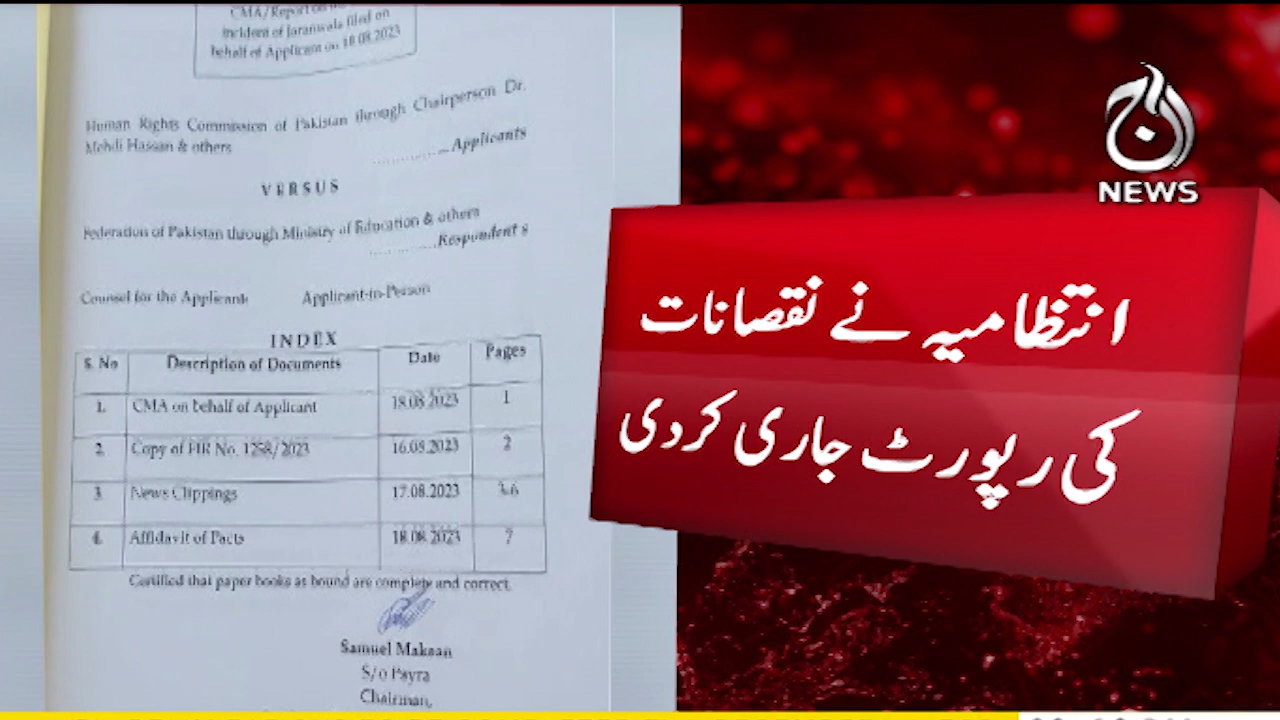 CMA/Report on
incident of Jaranwala filed on
behalf of Applicant on 18.08.2023
Human Rights Commission of Pakistan through Chairperson Dr.
Mehdi Hassan & others
............... Applicants
VERSUS
Federation of Pakistan through Ministry of Education & others
............... Respondents
Counsel for the Applicant: Applicant-in-Person
INDEX
S. No Description of Documents Date Pages
1. CMA on behalf of Applicant 18.08.2023 1
2. Copy of HR No. 1258/2023 16.08.2023 2
3. News Clippings 17.08.2023 3-6
4. Affidavit of Facts 18.08.2023 7
Certified that paper books as bound are complete and correct.
Samuel Makaan
S/o Payra
Chairman,
آج
NEWS
انتظامیہ نے نقصانات
کی رپورٹ جاری کردی